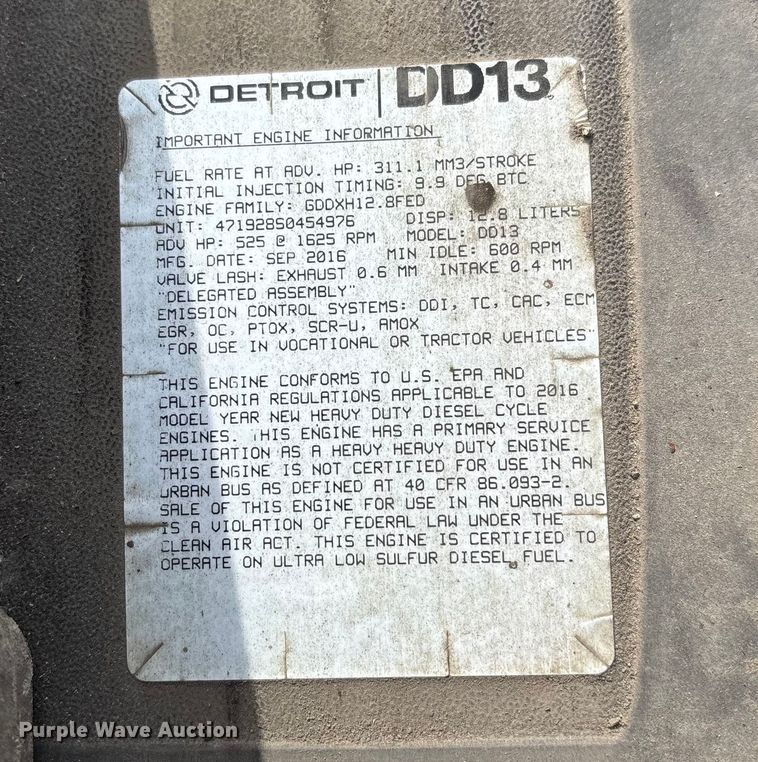 DETROIT | DD13
IMPORTANT ENGINE INFORMATION
FUEL RATE AT ADV. HP: 311.1 MM3/STROKE
INITIAL INJECTION TIMING: 9.9 DEG BTC
ENGINE FAMILY: GDDXH12.8FED
UNIT: 471928S0454976 DISP: 12.8 LITERS
ADV HP: 525 @ 1625 RPM MODEL: DD13
MFG. DATE: SEP 2016 MIN IDLE: 600 RPM
VALVE LASH: EXHAUST 0.6 MM INTAKE 0.4 MM
"DELEGATED ASSEMBLY"
EMISSION CONTROL SYSTEMS: DDI, TC, CAC, ECM
EGR, OC, PTOX, SCR-U, AMOX
"FOR USE IN VOCATIONAL OR TRACTOR VEHICLES"
THIS ENGINE CONFORMS TO U.S. EPA AND
CALIFORNIA REGULATIONS APPLICABLE TO 2016
MODEL YEAR NEW HEAVY DUTY DIESEL CYCLE
ENGINES. THIS ENGINE HAS A PRIMARY SERVICE
APPLICATION AS A HEAVY HEAVY DUTY ENGINE.
THIS ENGINE IS NOT CERTIFIED FOR USE IN AN
URBAN BUS AS DEFINED AT 40 CFR 86.093-2.
SALE OF THIS ENGINE FOR USE IN AN URBAN BUS
IS A VIOLATION OF FEDERAL LAW UNDER THE
CLEAN AIR ACT. THIS ENGINE IS CERTIFIED TO
OPERATE ON ULTRA LOW SULFUR DIESEL FUEL.
Purple Wave Auction